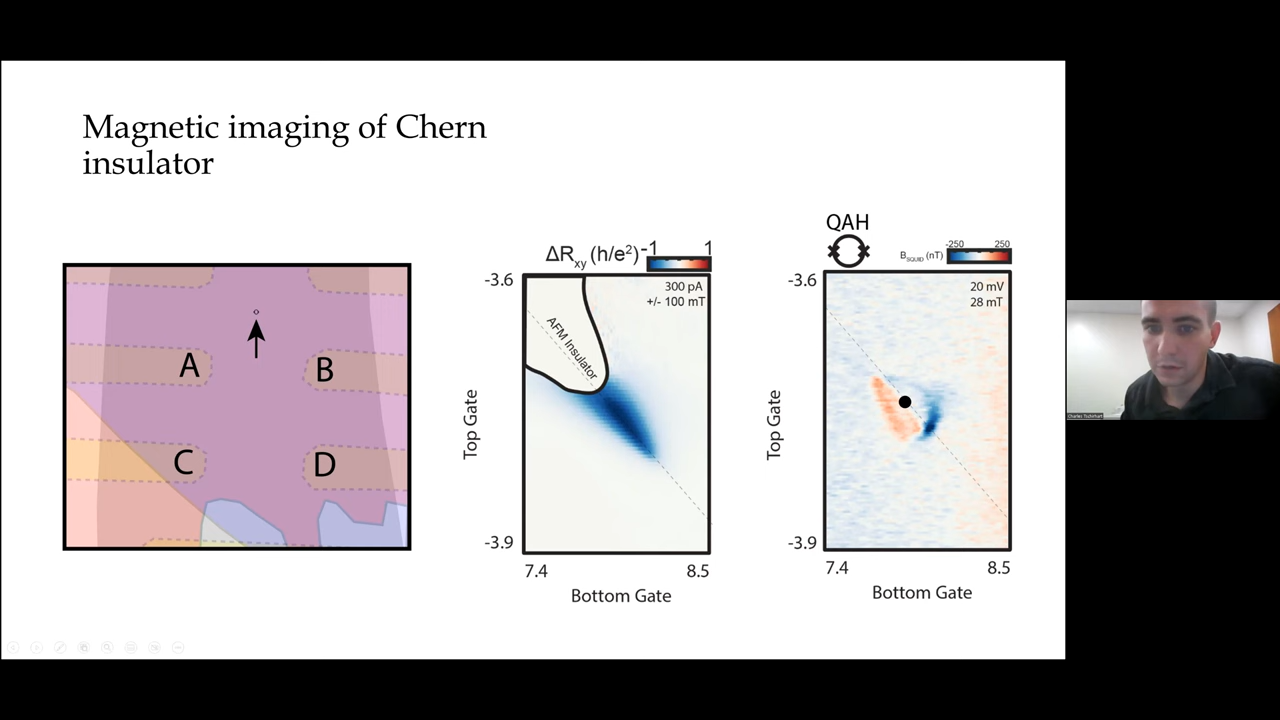 Magnetic imaging of Chern
insulator
A
B
C
D
ΔRxy (h/e²)
-1
1
300 pA
+/- 100 mT
AFM Insulator
-3.6
-3.9
Top Gate
7.4
8.5
Bottom Gate
QAH
BSQUID (nT)
-250
250
20 mV
28 mT
-3.6
-3.9
Top Gate
7.4
8.5
Bottom Gate